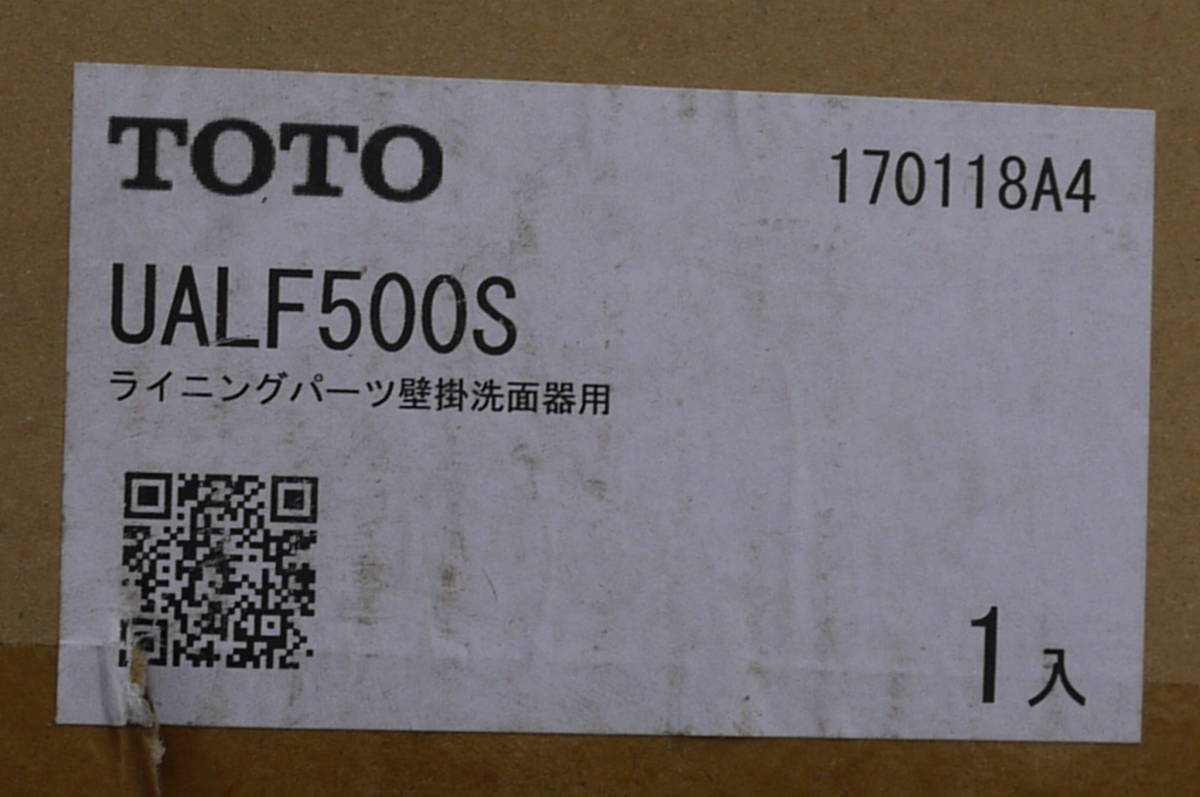 TOTO
170118A4
UALF500S
ライニングパーツ壁掛洗面器用
1入